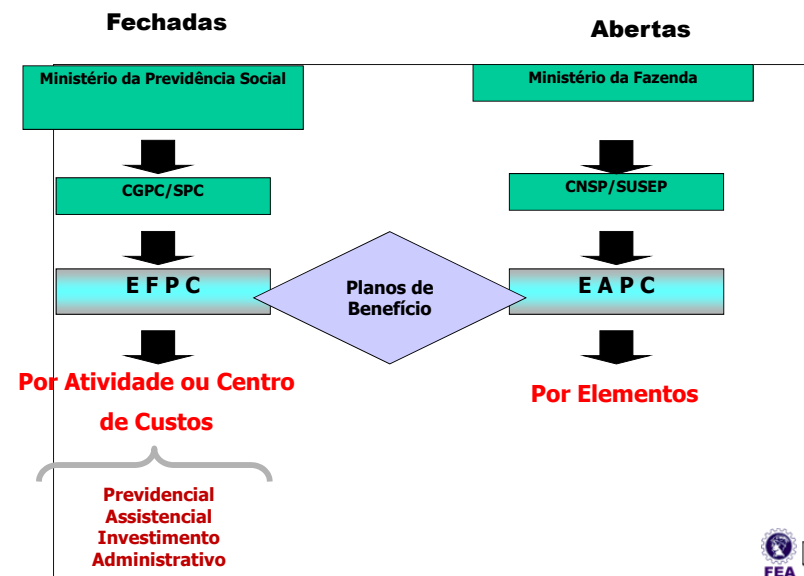 Fechadas
Abertas
Ministério da Previdência Social
Ministério da Fazenda
CGPC/SPC
CNSP/SUSEP
E F P C
Planos de
Benefício
E A P C
Por Atividade ou Centro
de Custos
Por Elementos
Previdencial
Assistencial
Investimento
Administrativo
FEA